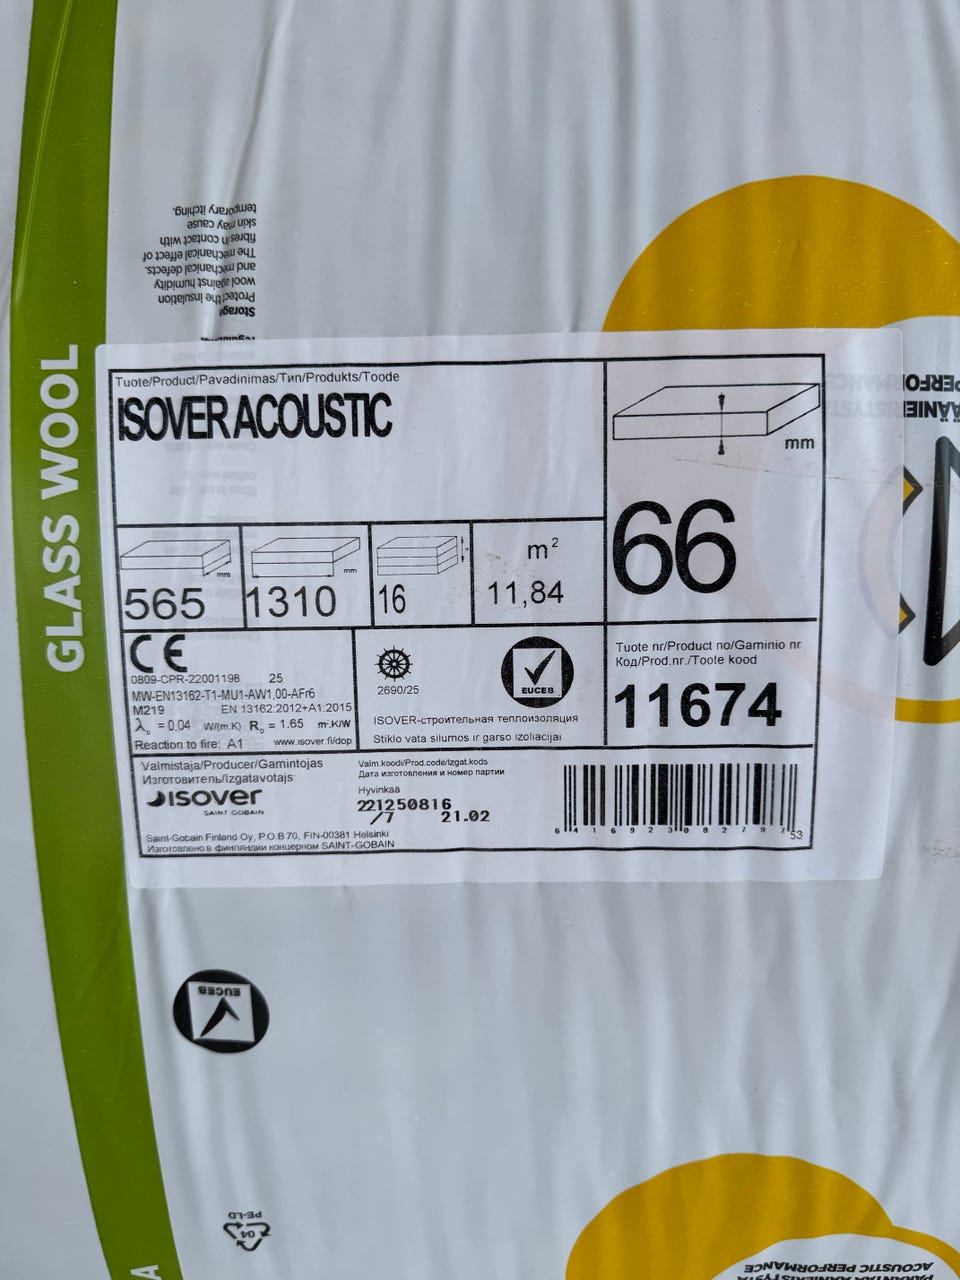 GLASS WOOL
temporary itching.
skin may cause
fibres in contact with
The mechanical effect of
and mechanical defects.
wool against humidity
Protect the insulation
Storage
Tuote/Product/Pavadinimas/Тип/Produkts/Toode
ISOVER ACOUSTIC
mm
66
mm
565
mm
1310
16
m²
11,84
CE
0809-CPR-22001198 25
MW-EN13162-T1-MU1-AW1,00-AFr6
M219 EN 13162:2012+A1:2015
λD = 0.04 W/(m.K) RD = 1.65 m².K/W
Reaction to fire: A1 www.isover.fi/dop
2690/25
EUCEB
ISOVER-строительная теплоизоляция
Stiklo vata silumos ir garso izoliacijai
Tuote nr/Product no/Gaminio nr
Код/Prod.nr./Toote kood
11674
Valmistaja/Producer/Gamintojas
Изготовитель/Izgatavotajs:
isover
SAINT GOBAIN
Valm.koodi/Prod.code/Izgat.kods
Дата изготовления и номер партии
Hyvinkää
221250816
/7 21.02
Saint-Gobain Finland Oy, P.O.B 70, FIN-00381 Helsinki
Изготовлено в финляндии концерном SAINT-GOBAIN
6416923082797
53
EUCEB
04
PE-LD
ACOUSTIC PERFORMANCE